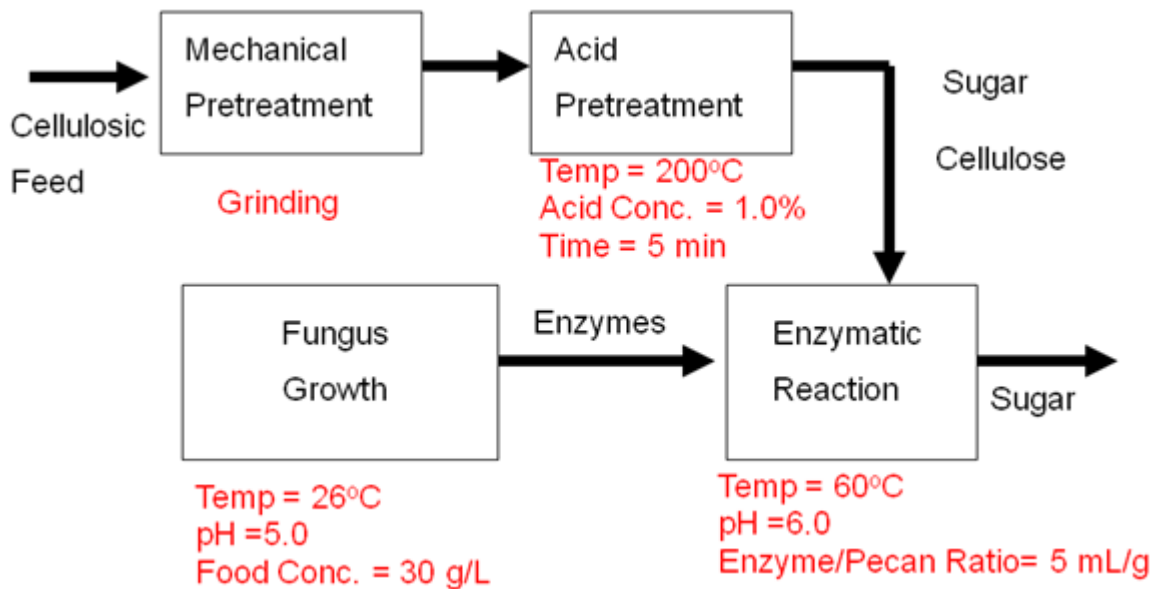 Mechanical
Pretreatment
Acid
Pretreatment
Sugar
Cellulose
Cellulosic
Feed
Grinding
Temp = 200°C
Acid Conc. = 1.0%
Time = 5 min
Fungus
Growth
Enzymes
Enzymatic
Reaction
Sugar
Temp = 26°C
pH =5.0
Food Conc. = 30 g/L
Temp = 60°C
pH =6.0
Enzyme/Pecan Ratio= 5 mL/g